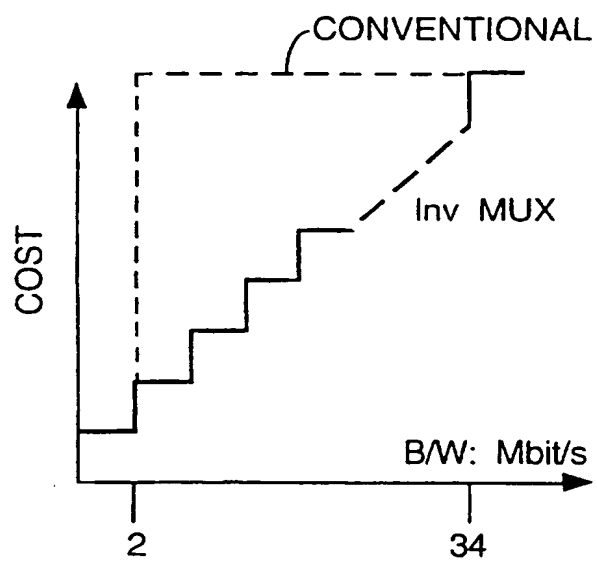 CONVENTIONAL
Inv MUX
COST
B/W: Mbit/s
2
34